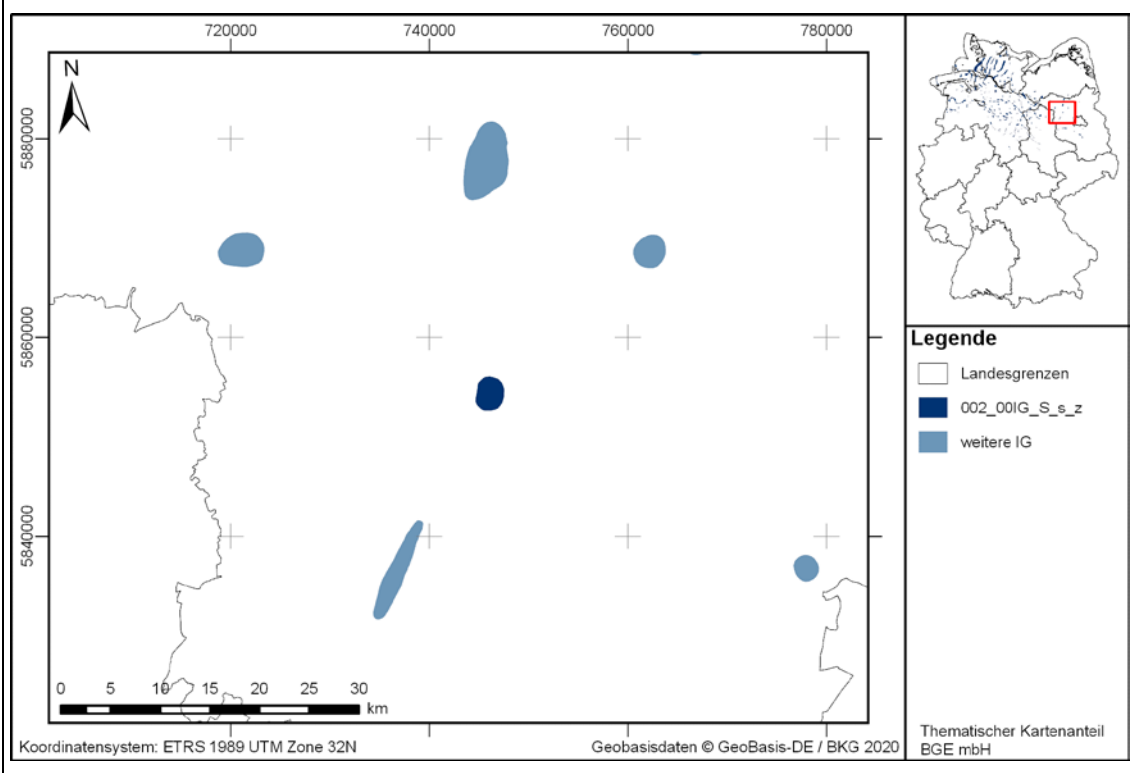 720000 740000 760000 780000
N
5880000
5860000
5840000
0 5 10 15 20 25 30
km
Koordinatensystem: ETRS 1989 UTM Zone 32N
Geobasisdaten © GeoBasis-DE / BKG 2020
Legende
Landesgrenzen
002_00IG_S_s_z
weitere IG
Thematischer Kartenanteil
BGE mbH